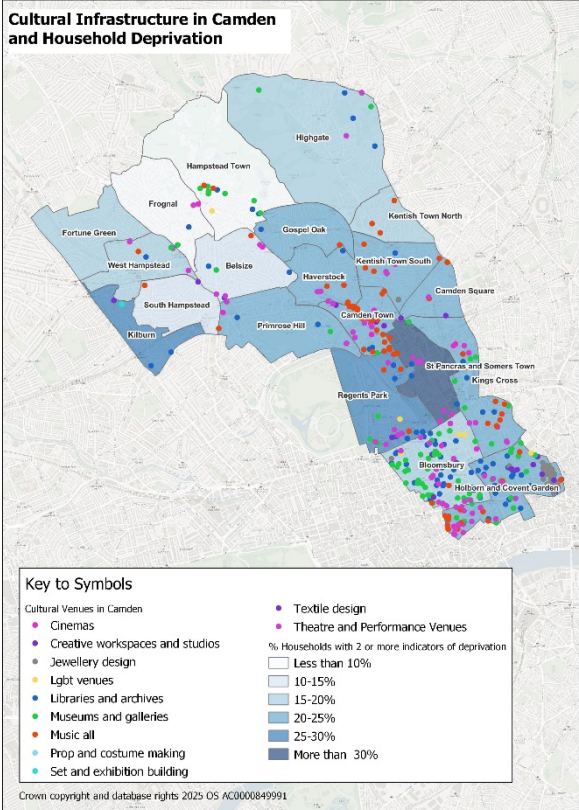 Cultural Infrastructure in Camden
and Household Deprivation
Highgate
Hampstead Town
Frognal
Kentish Town North
Fortune Green
Gospel Oak
West Hampstead
Belsize
Kentish Town South
Haverstock
Camden Square
South Hampstead
Camden Town
Primrose Hill
Kilburn
St Pancras and Somers Town
Kings Cross
Regents Park
Bloomsbury
Holborn and Covent Garden
Key to Symbols
Cultural Venues in Camden
Cinemas
Creative workspaces and studios
Jewellery design
Lgbt venues
Libraries and archives
Museums and galleries
Music all
Prop and costume making
Set and exhibition building
Textile design
Theatre and Performance Venues
% Households with 2 or more indicators of deprivation
Less than 10%
10-15%
15-20%
20-25%
25-30%
More than 30%
Crown copyright and database rights 2025 OS AC0000849991